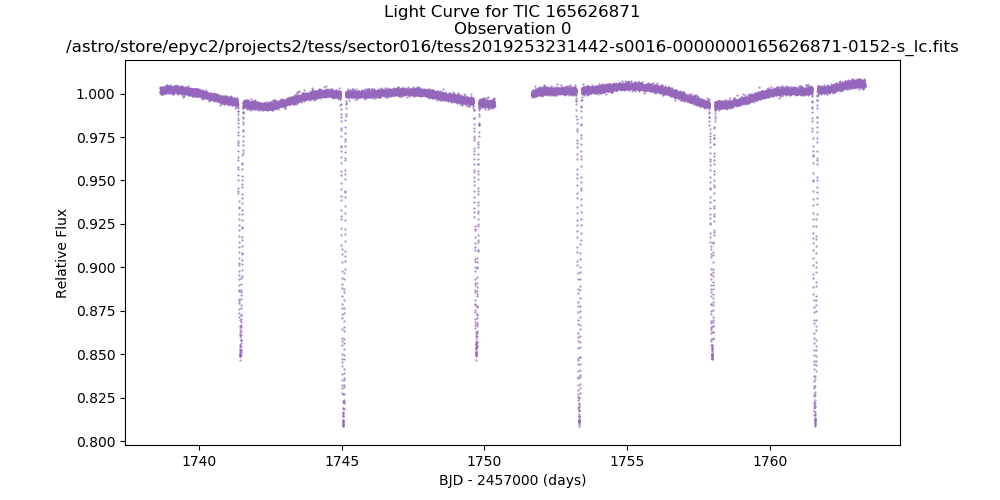 Light Curve for TIC 165626871
Observation 0
/astro/store/epyc2/projects2/tess/sector016/tess2019253231442-s0016-0000000165626871-0152-s_lc.fits
1.000
0.975
0.950
0.925
0.900
0.875
0.850
0.825
0.800
Relative Flux
1740 1745 1750 1755 1760
BJD - 2457000 (days)